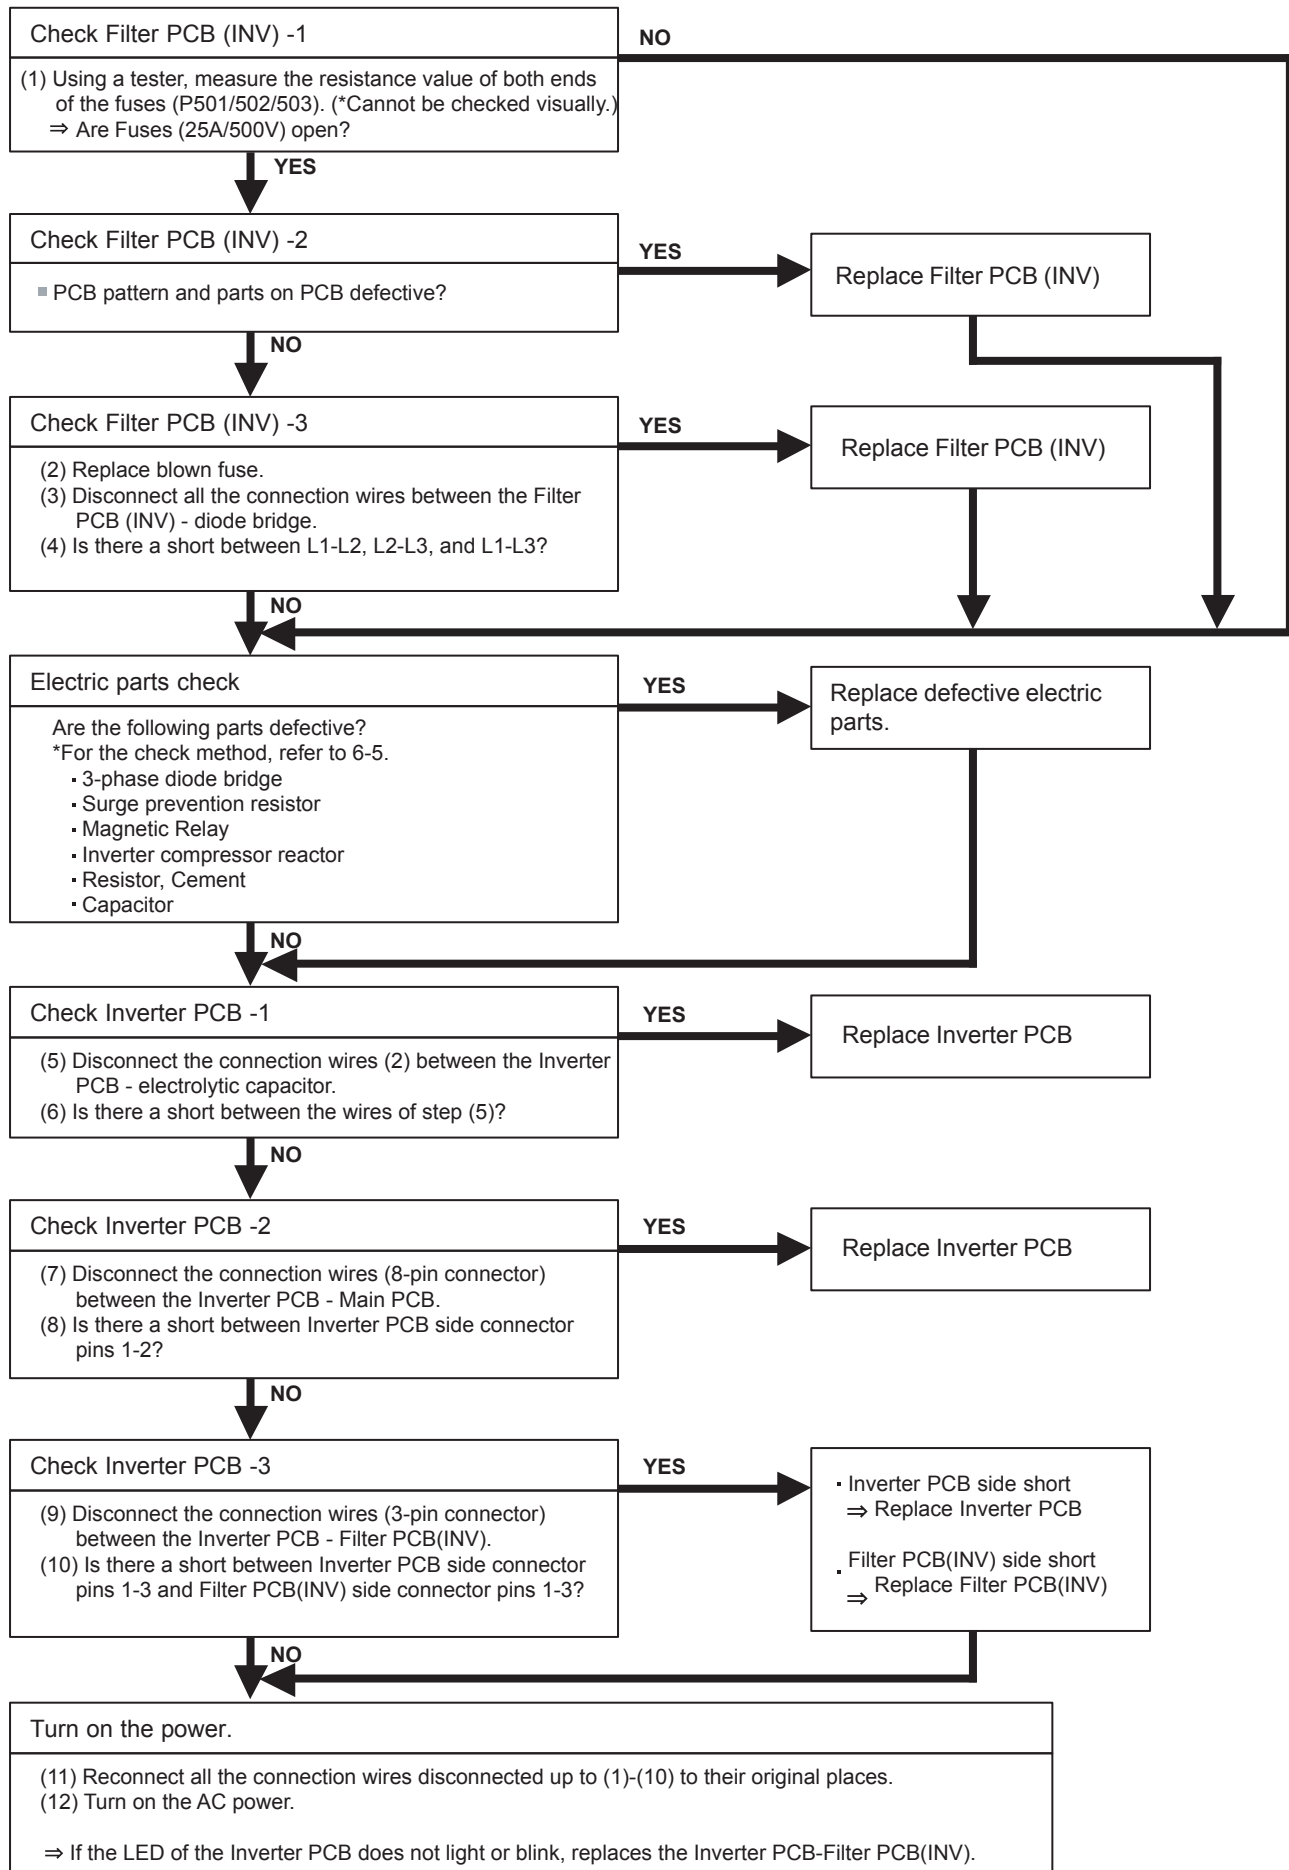 Check Filter PCB (INV) -1
NO
(1) Using a tester, measure the resistance value of both ends
of the fuses (P501/502/503). (*Cannot be checked visually.)
⇒ Are Fuses (25A/500V) open?
YES
Check Filter PCB (INV) -2
YES
Replace Filter PCB (INV)
▪ PCB pattern and parts on PCB defective?
NO
Check Filter PCB (INV) -3
YES
Replace Filter PCB (INV)
(2) Replace blown fuse.
(3) Disconnect all the connection wires between the Filter
PCB (INV) - diode bridge.
(4) Is there a short between L1-L2, L2-L3, and L1-L3?
NO
Electric parts check
YES
Replace defective electric
parts.
Are the following parts defective?
*For the check method, refer to 6-5.
· 3-phase diode bridge
· Surge prevention resistor
· Magnetic Relay
· Inverter compressor reactor
· Resistor, Cement
· Capacitor
NO
Check Inverter PCB -1
YES
Replace Inverter PCB
(5) Disconnect the connection wires (2) between the Inverter
PCB - electrolytic capacitor.
(6) Is there a short between the wires of step (5)?
NO
Check Inverter PCB -2
YES
Replace Inverter PCB
(7) Disconnect the connection wires (8-pin connector)
between the Inverter PCB - Main PCB.
(8) Is there a short between Inverter PCB side connector
pins 1-2?
NO
Check Inverter PCB -3
YES
· Inverter PCB side short
⇒ Replace Inverter PCB
· Filter PCB(INV) side short
⇒ Replace Filter PCB(INV)
(9) Disconnect the connection wires (3-pin connector)
between the Inverter PCB - Filter PCB(INV).
(10) Is there a short between Inverter PCB side connector
pins 1-3 and Filter PCB(INV) side connector pins 1-3?
NO
Turn on the power.
(11) Reconnect all the connection wires disconnected up to (1)-(10) to their original places.
(12) Turn on the AC power.
⇒ If the LED of the Inverter PCB does not light or blink, replaces the Inverter PCB-Filter PCB(INV).